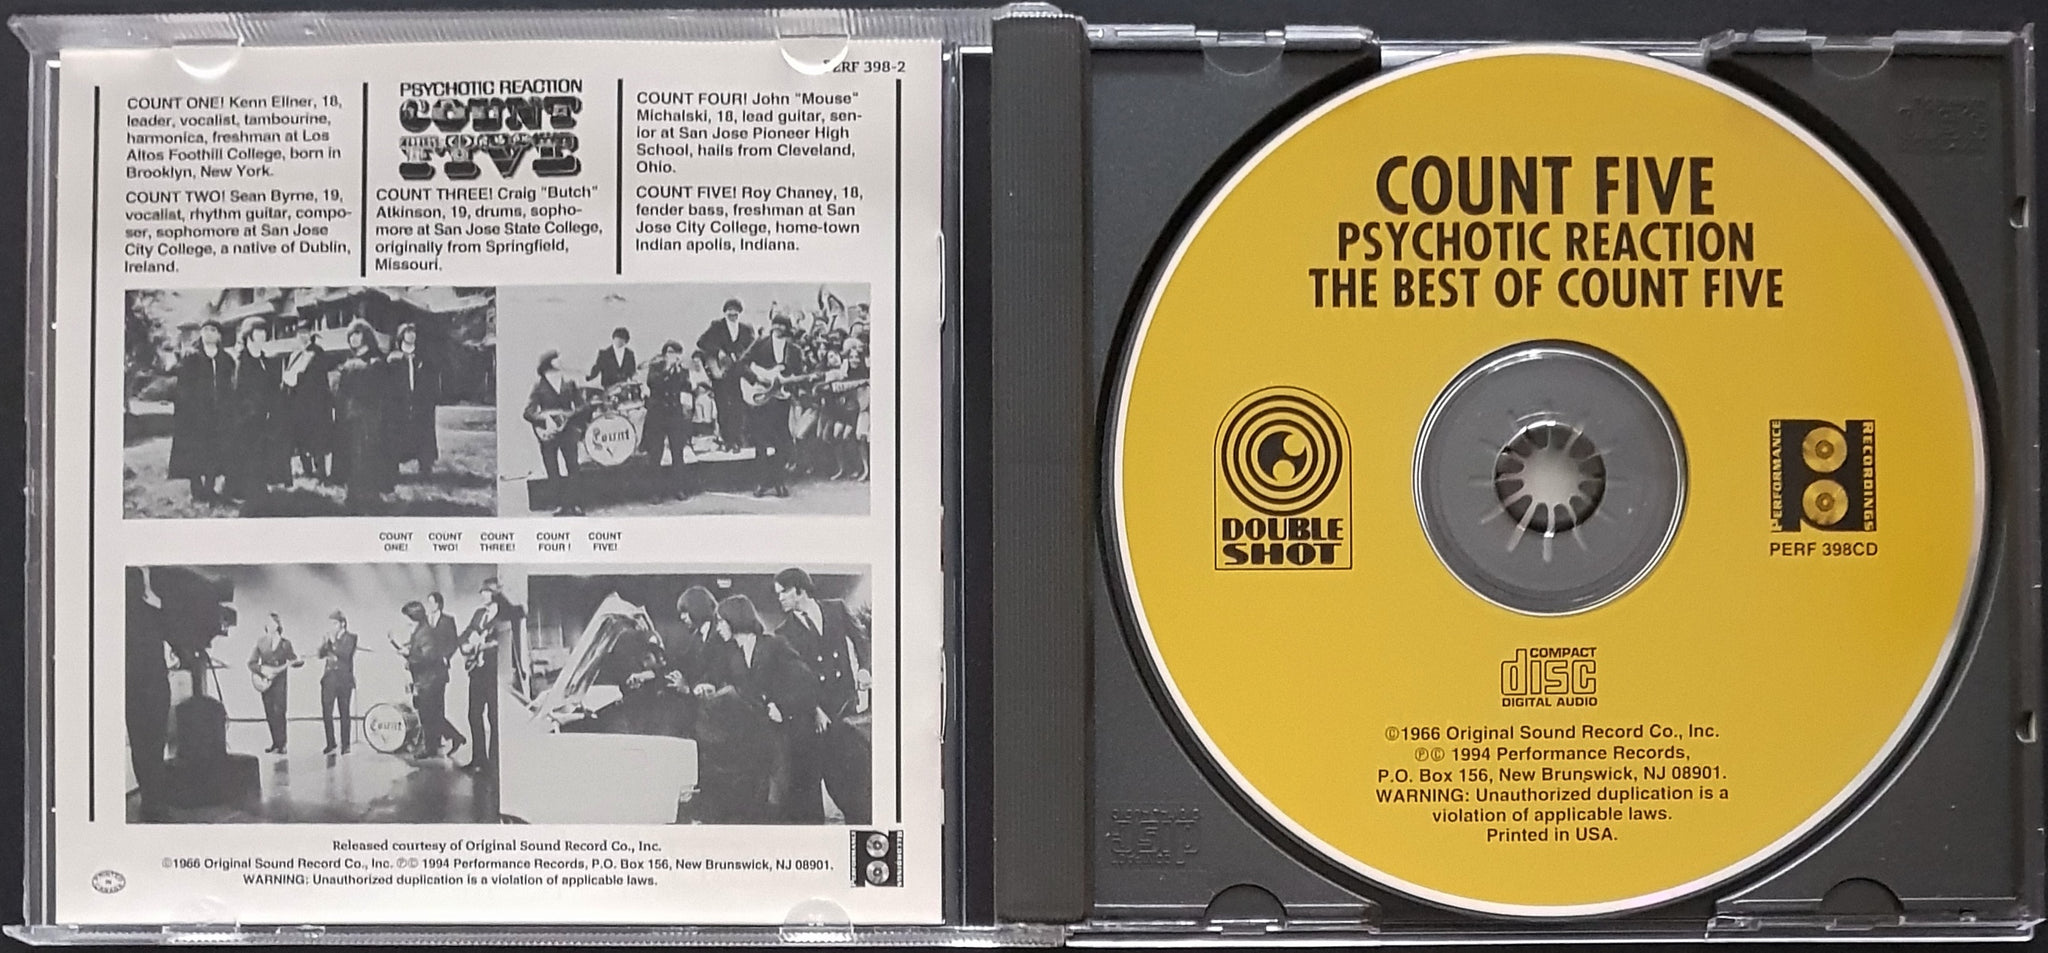 PERF 398-2
COUNT ONE! Kenn Ellner, 18,
leader, vocalist, tambourine,
harmonica, freshman at Los
Altos Foothill College, born in
Brooklyn, New York.
COUNT TWO! Sean Byrne, 19,
vocalist, rhythm guitar, compo-
ser, sophomore at San Jose
City College, a native of Dublin,
Ireland.
PSYCHOTIC REACTION
COUNT
FIVE
COUNT THREE! Craig "Butch"
Atkinson, 19, drums, sopho-
more at San Jose State College,
originally from Springfield,
Missouri.
COUNT FOUR! John "Mouse"
Michalski, 18, lead guitar, sen-
ior at San Jose Pioneer High
School, hails from Cleveland,
Ohio.
COUNT FIVE! Roy Chaney, 18,
fender bass, freshman at San
Jose City College, home-town
Indian apolis, Indiana.
Count
V
COUNT ONE! COUNT TWO! COUNT THREE! COUNT FOUR! COUNT FIVE!
Count
V
Released courtesy of Original Sound Record Co., Inc.
©1966 Original Sound Record Co., Inc. ℗© 1994 Performance Records, P.O. Box 156, New Brunswick, NJ 08901.
WARNING: Unauthorized duplication is a violation of applicable laws.
PERFORMANCE RECORDINGS
PRINTED IN CANADA
COUNT FIVE
PSYCHOTIC REACTION
THE BEST OF COUNT FIVE
DOUBLE
SHOT
PERFORMANCE
RECORDINGS
PERF 398CD
COMPACT
disc
DIGITAL AUDIO
©1966 Original Sound Record Co., Inc.
℗© 1994 Performance Records,
P.O. Box 156, New Brunswick, NJ 08901.
WARNING: Unauthorized duplication is a
violation of applicable laws.
Printed in USA.